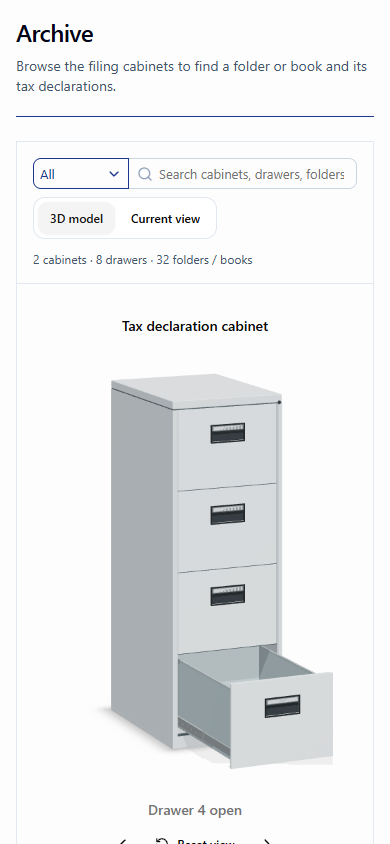 Archive
Browse the filing cabinets to find a folder or book and its
tax declarations.
All
Search cabinets, drawers, folders
3D model
Current view
2 cabinets · 8 drawers · 32 folders / books
Tax declaration cabinet
Drawer 4 open
Reset view